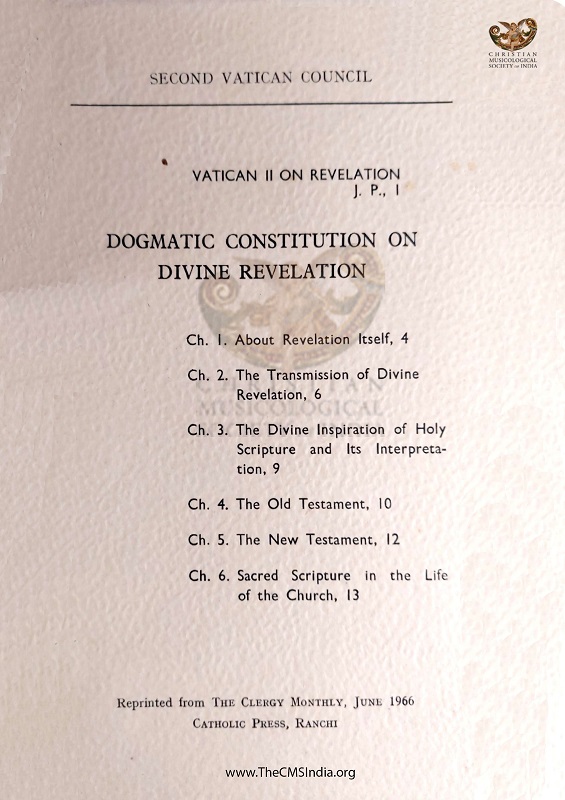 CHRISTIAN
MUSICOLOGICAL
SOCIETY OF INDIA
SECOND VATICAN COUNCIL
VATICAN II ON REVELATION
J. P., 1
DOGMATIC CONSTITUTION ON
DIVINE REVELATION
Ch. 1. About Revelation Itself, 4
Ch. 2. The Transmission of Divine
Revelation, 6
Ch. 3. The Divine Inspiration of Holy
Scripture and Its Interpreta-
tion, 9
Ch. 4. The Old Testament, 10
Ch. 5. The New Testament, 12
Ch. 6. Sacred Scripture in the Life
of the Church, 13
Reprinted from THE CLERGY MONTHLY, JUNE 1966
CATHOLIC PRESS, RANCHI
www.TheCMSIndia.org